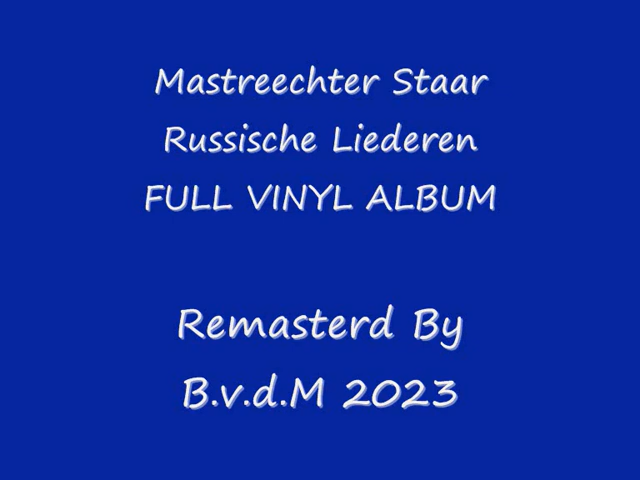 Mastreechter Staar
Russische Liederen
FULL VINYL ALBUM
Remasterd By
B.v.d.M 2023